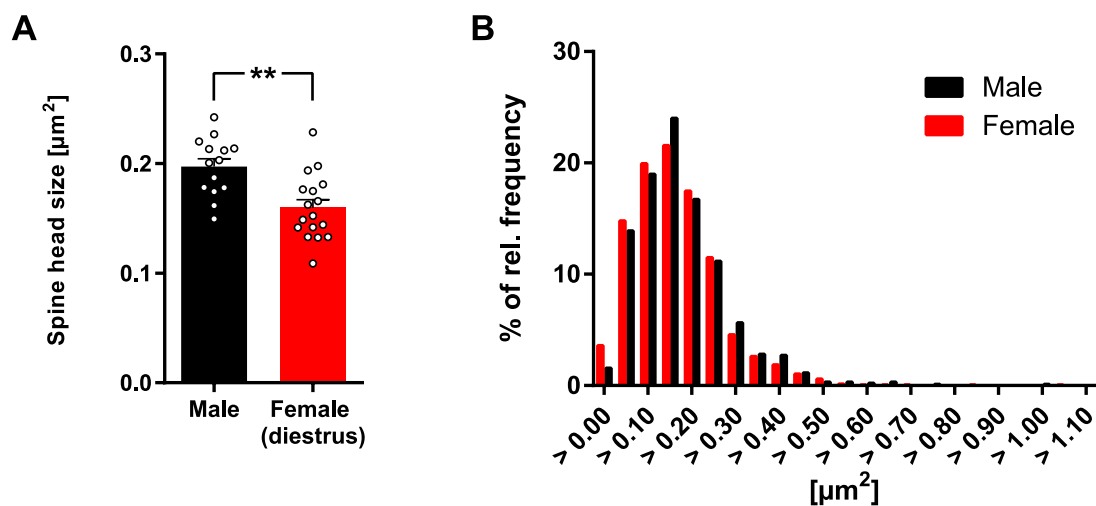 A
Spine head size [µm²]
0.3
0.2
0.1
0.0
**
Male
Female
(diestrus)
B
% of rel. frequency
30
20
10
0
Male
Female
> 0.00
> 0.10
> 0.20
> 0.30
> 0.40
> 0.50
> 0.60
> 0.70
> 0.80
> 0.90
> 1.00
> 1.10
[µm²]